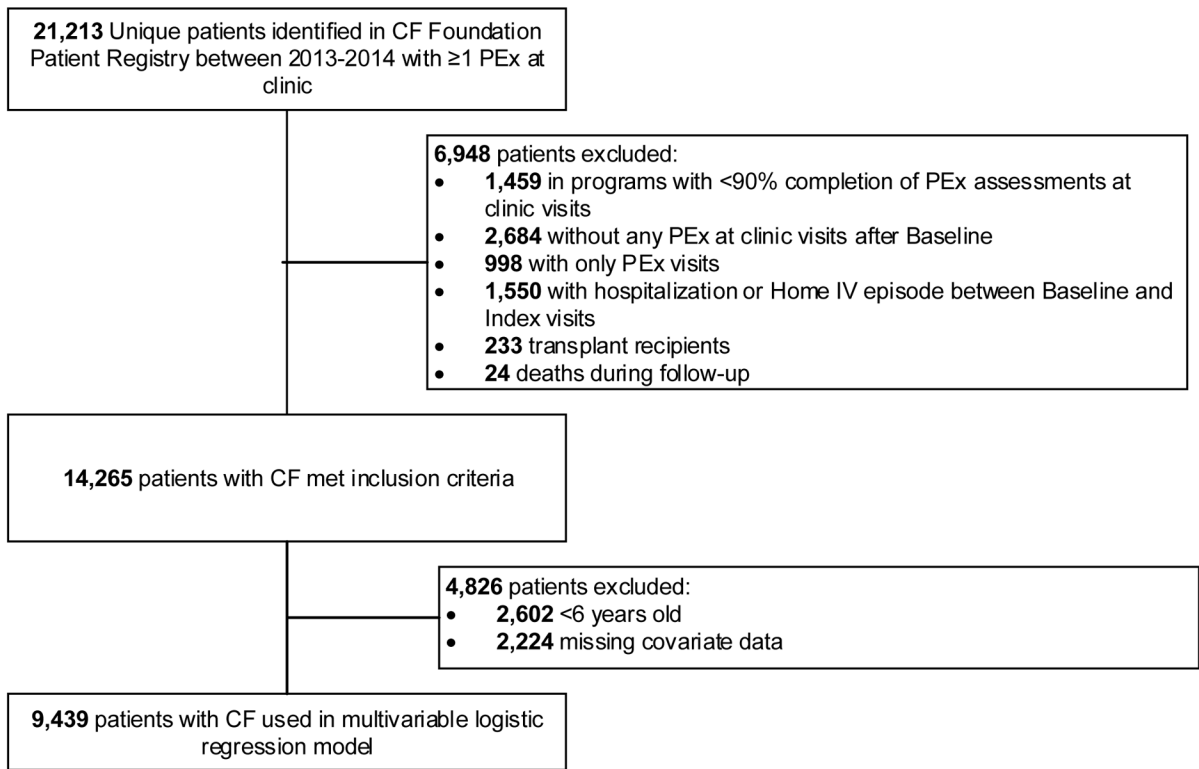 21,213 Unique patients identified in CF Foundation
Patient Registry between 2013-2014 with ≥1 PEx at
clinic
6,948 patients excluded:
• 1,459 in programs with <90% completion of PEx assessments at
clinic visits
• 2,684 without any PEx at clinic visits after Baseline
• 998 with only PEx visits
• 1,550 with hospitalization or Home IV episode between Baseline and
Index visits
• 233 transplant recipients
• 24 deaths during follow-up
14,265 patients with CF met inclusion criteria
4,826 patients excluded:
• 2,602 <6 years old
• 2,224 missing covariate data
9,439 patients with CF used in multivariable logistic
regression model